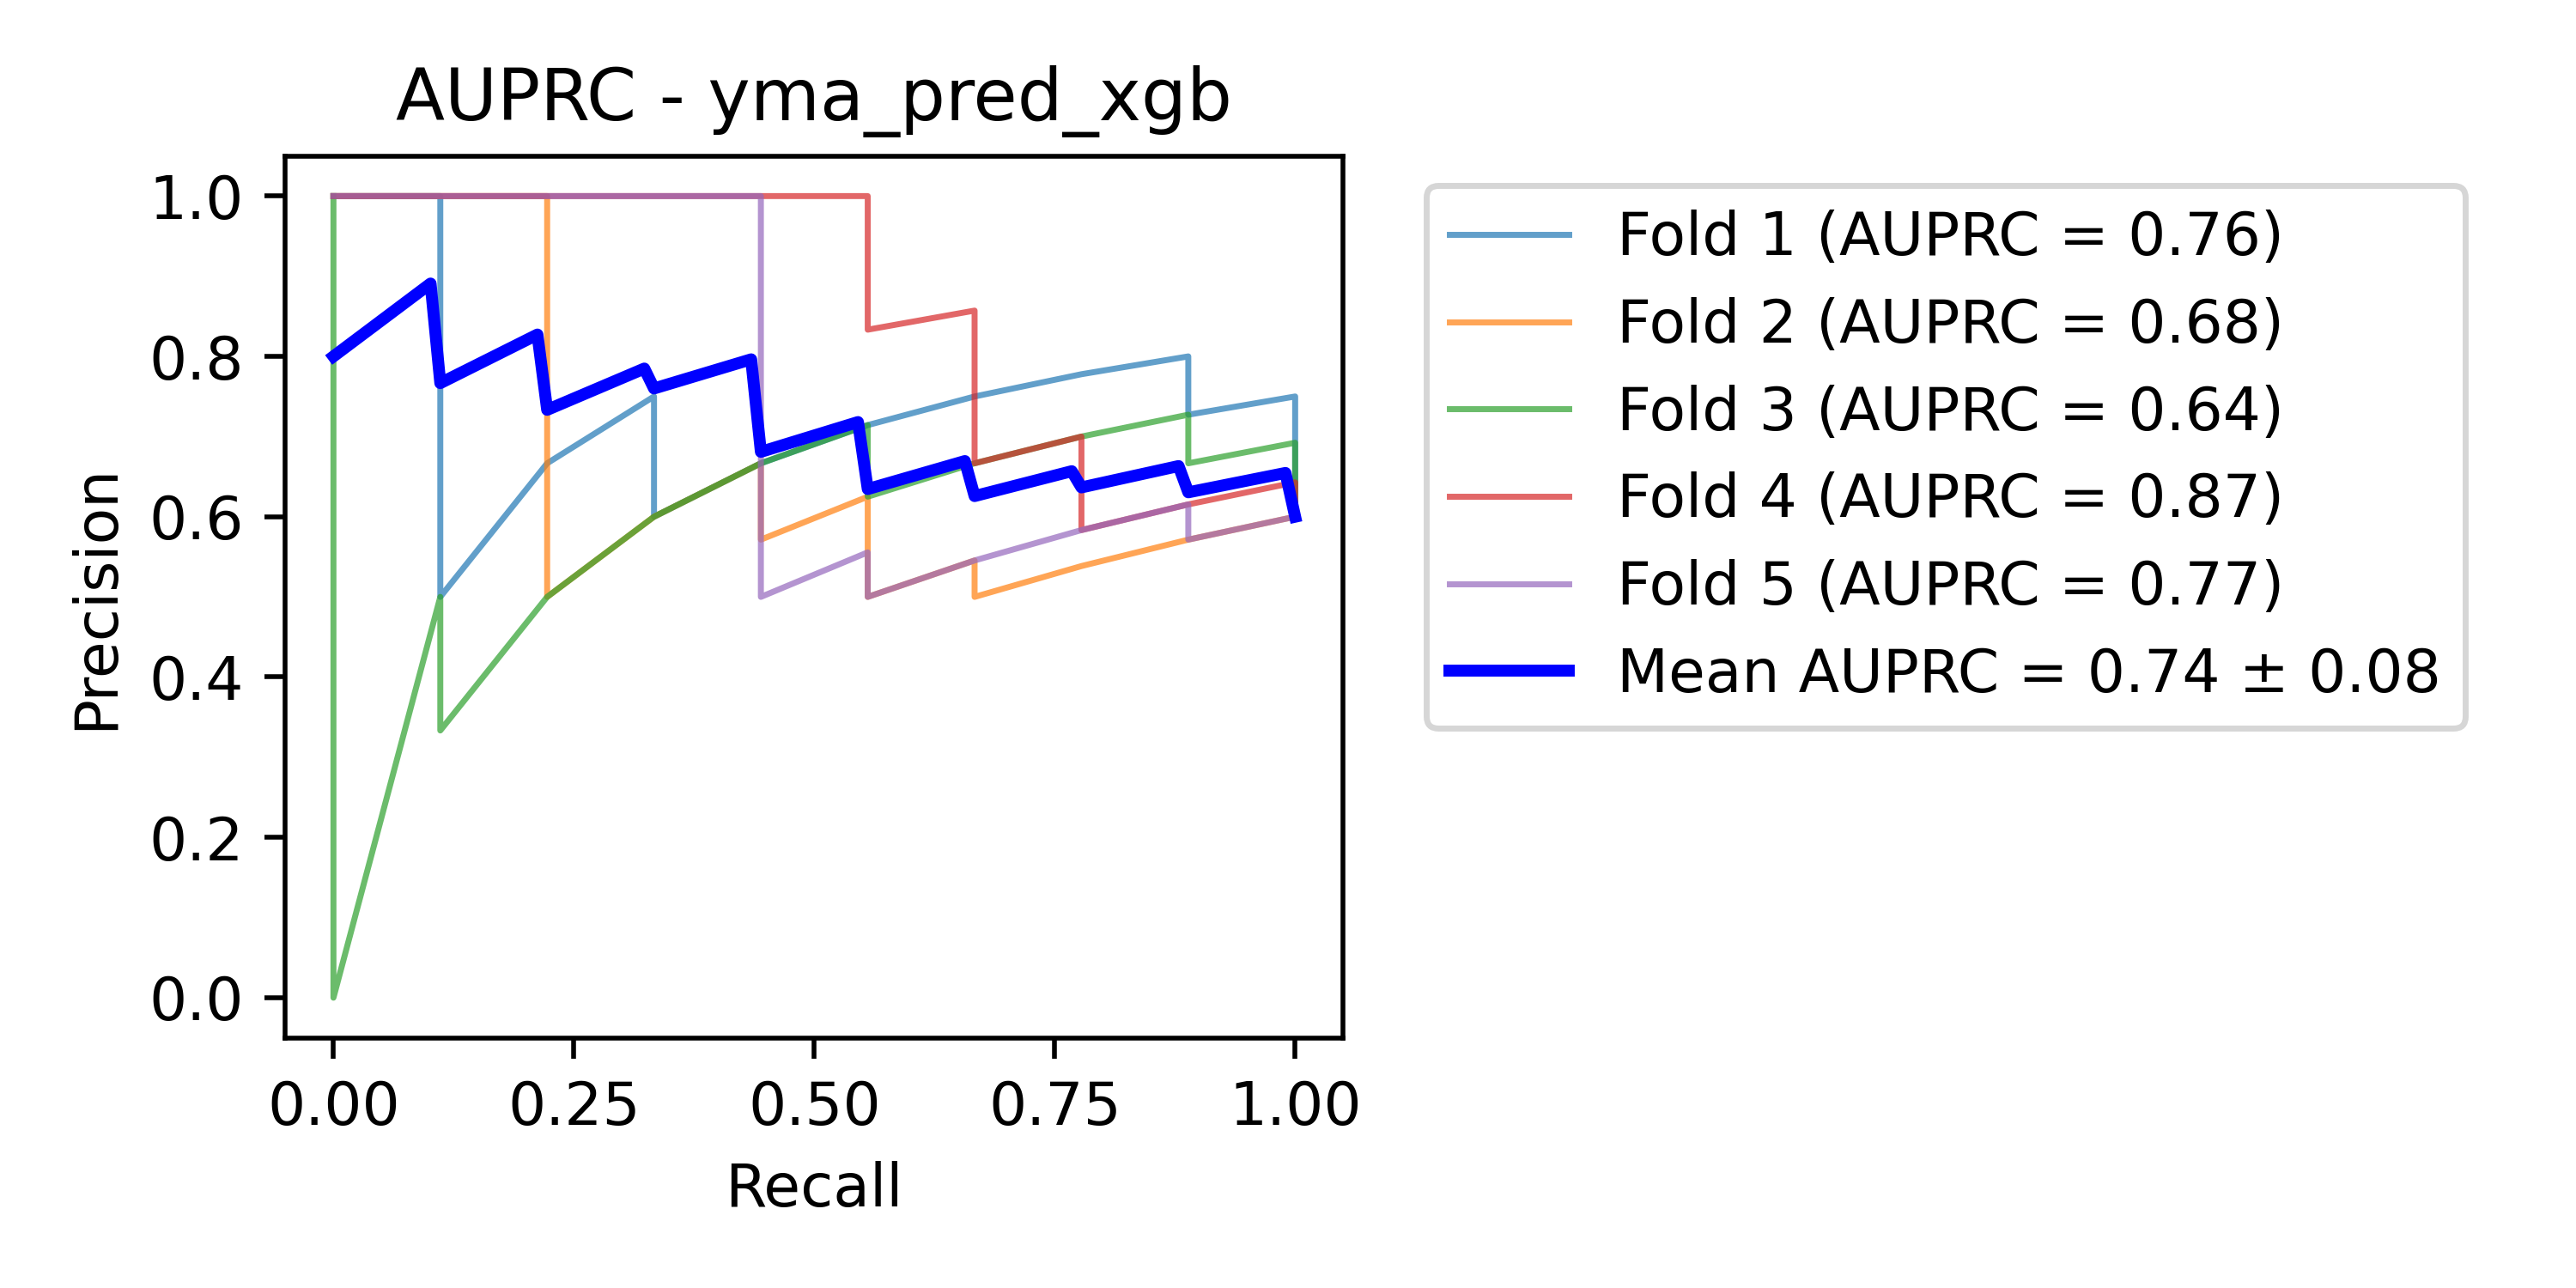 AUPRC - yma_pred_xgb
Precision
1.0
0.8
0.6
0.4
0.2
0.0
0.00 0.25 0.50 0.75 1.00
Recall
Fold 1 (AUPRC = 0.76)
Fold 2 (AUPRC = 0.68)
Fold 3 (AUPRC = 0.64)
Fold 4 (AUPRC = 0.87)
Fold 5 (AUPRC = 0.77)
Mean AUPRC = 0.74 ± 0.08